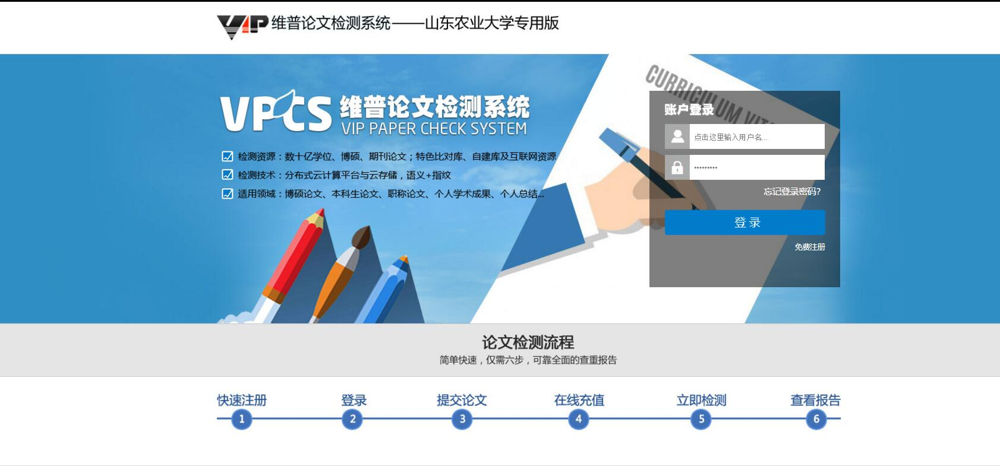 VIP 维普论文检测系统——山东农业大学专用版
CURRICULUM VITA
VPCS 维普论文检测系统
VIP PAPER CHECK SYSTEM
检测资源：数十亿学位、博硕、期刊论文；特色比对库、自建库及互联网资源
检测技术：分布式云计算平台与云存储，语义+指纹
适用领域：博硕论文、本科生论文、职称论文、个人学术成果、个人总结...
账户登录
点击这里输入用户名...
•••••••••
忘记登录密码?
登 录
免费注册
论文检测流程
简单快速，仅需六步，可靠全面的查重报告
快速注册 登录 提交论文 在线充值 立即检测 查看报告
1 2 3 4 5 6